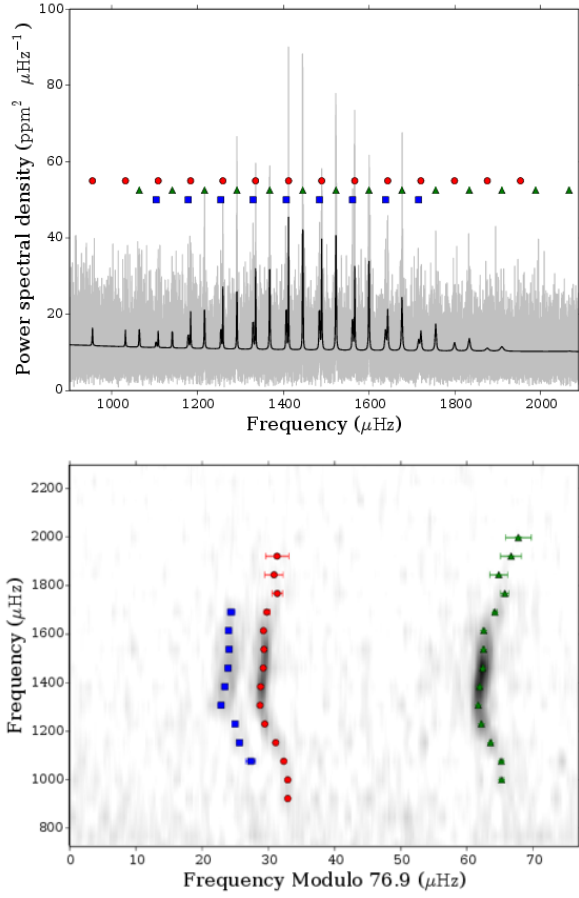 100
80
60
40
20
0
Power spectral density (ppm² μHz⁻¹)
1000 1200 1400 1600 1800 2000
Frequency (μHz)
2200
2000
1800
1600
1400
1200
1000
800
Frequency (μHz)
0 10 20 30 40 50 60 70
Frequency Modulo 76.9 (μHz)